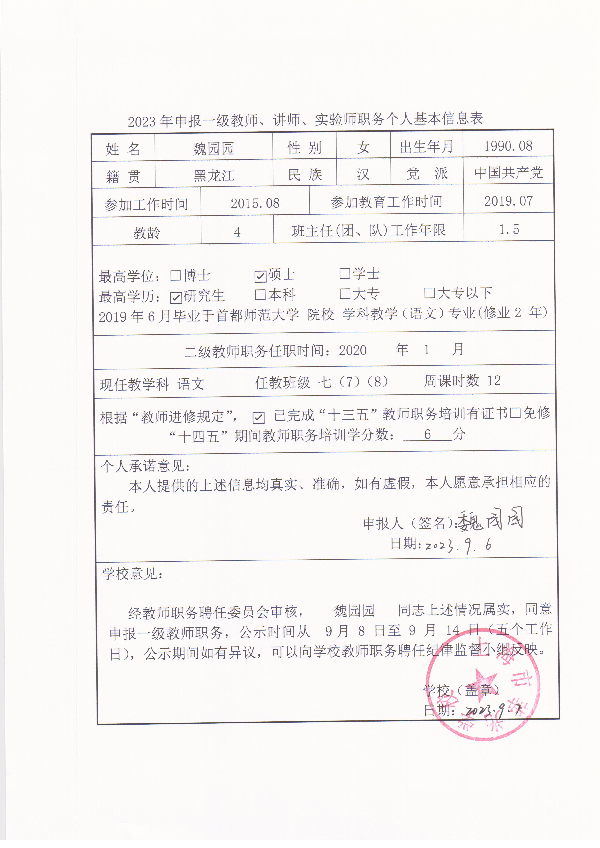 2023年申报一级教师、讲师、实验师职务个人基本信息表
姓 名 魏园园 性 别 女 出生年月 1990.08
籍 贯 黑龙江 民 族 汉 党 派 中国共产党
参加工作时间 2015.08 参加教育工作时间 2019.07
教龄 4 班主任(团、队)工作年限 1.5
最高学位：□博士 ☑硕士 □学士
最高学历：☑研究生 □本科 □大专 □大专以下
2019年6月毕业于首都师范大学 院校 学科教学（语文）专业(修业2 年)
二级教师职务任职时间：2020 年 1 月
现任教学科 语文 任教班级 七（7）(8） 周课时数 12
根据“教师进修规定”， ☑ 已完成“十三五”教师职务培训有证书□免修
“十四五”期间教师职务培训学分数： 6 分
个人承诺意见：
本人提供的上述信息均真实、准确，如有虚假，本人愿意承担相应的
责任。
申报人（签名）：魏园园
日期：2023.9.6
学校意见：
经教师职务聘任委员会审核， 魏园园 同志上述情况属实，同意
申报一级教师职务，公示时间从 9月 8 日至 9 月 14 日（五个工作
日），公示期间如有异议，可以向学校教师职务聘任纪律监督小组反映。
学校（盖章）
日期：2023.9.7